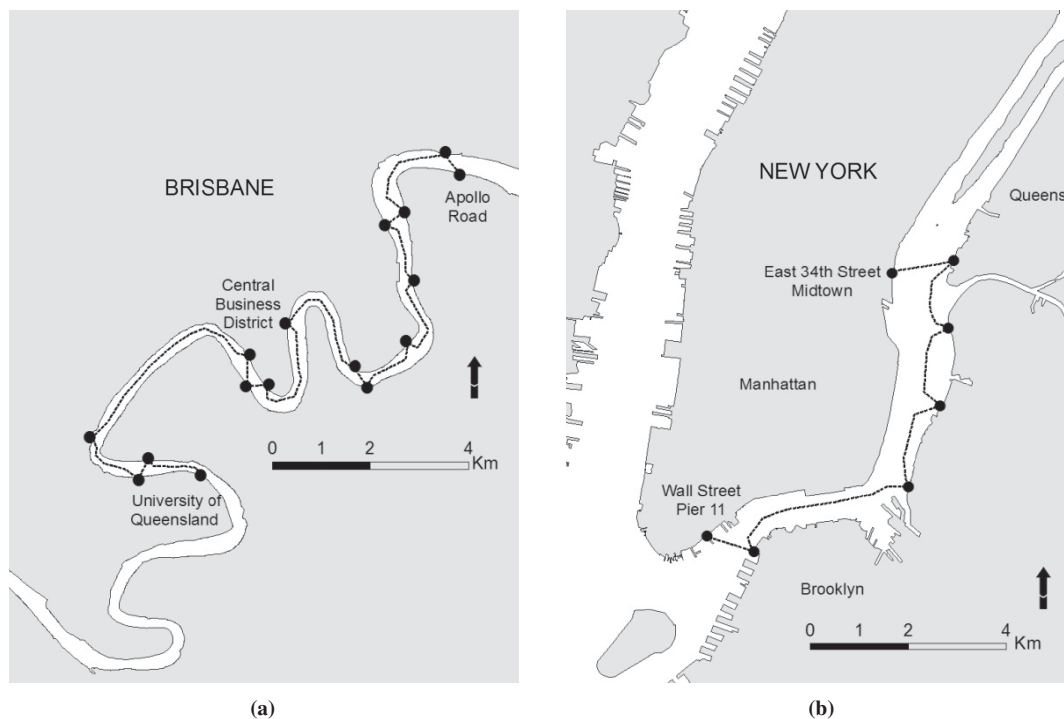 BRISBANE
Apollo
Road
Central
Business
District
0 1 2 4
Km
University of
Queensland
(a)
NEW YORK
Queens
East 34th Street
Midtown
Manhattan
Wall Street
Pier 11
Brooklyn
0 1 2 4
Km
(b)